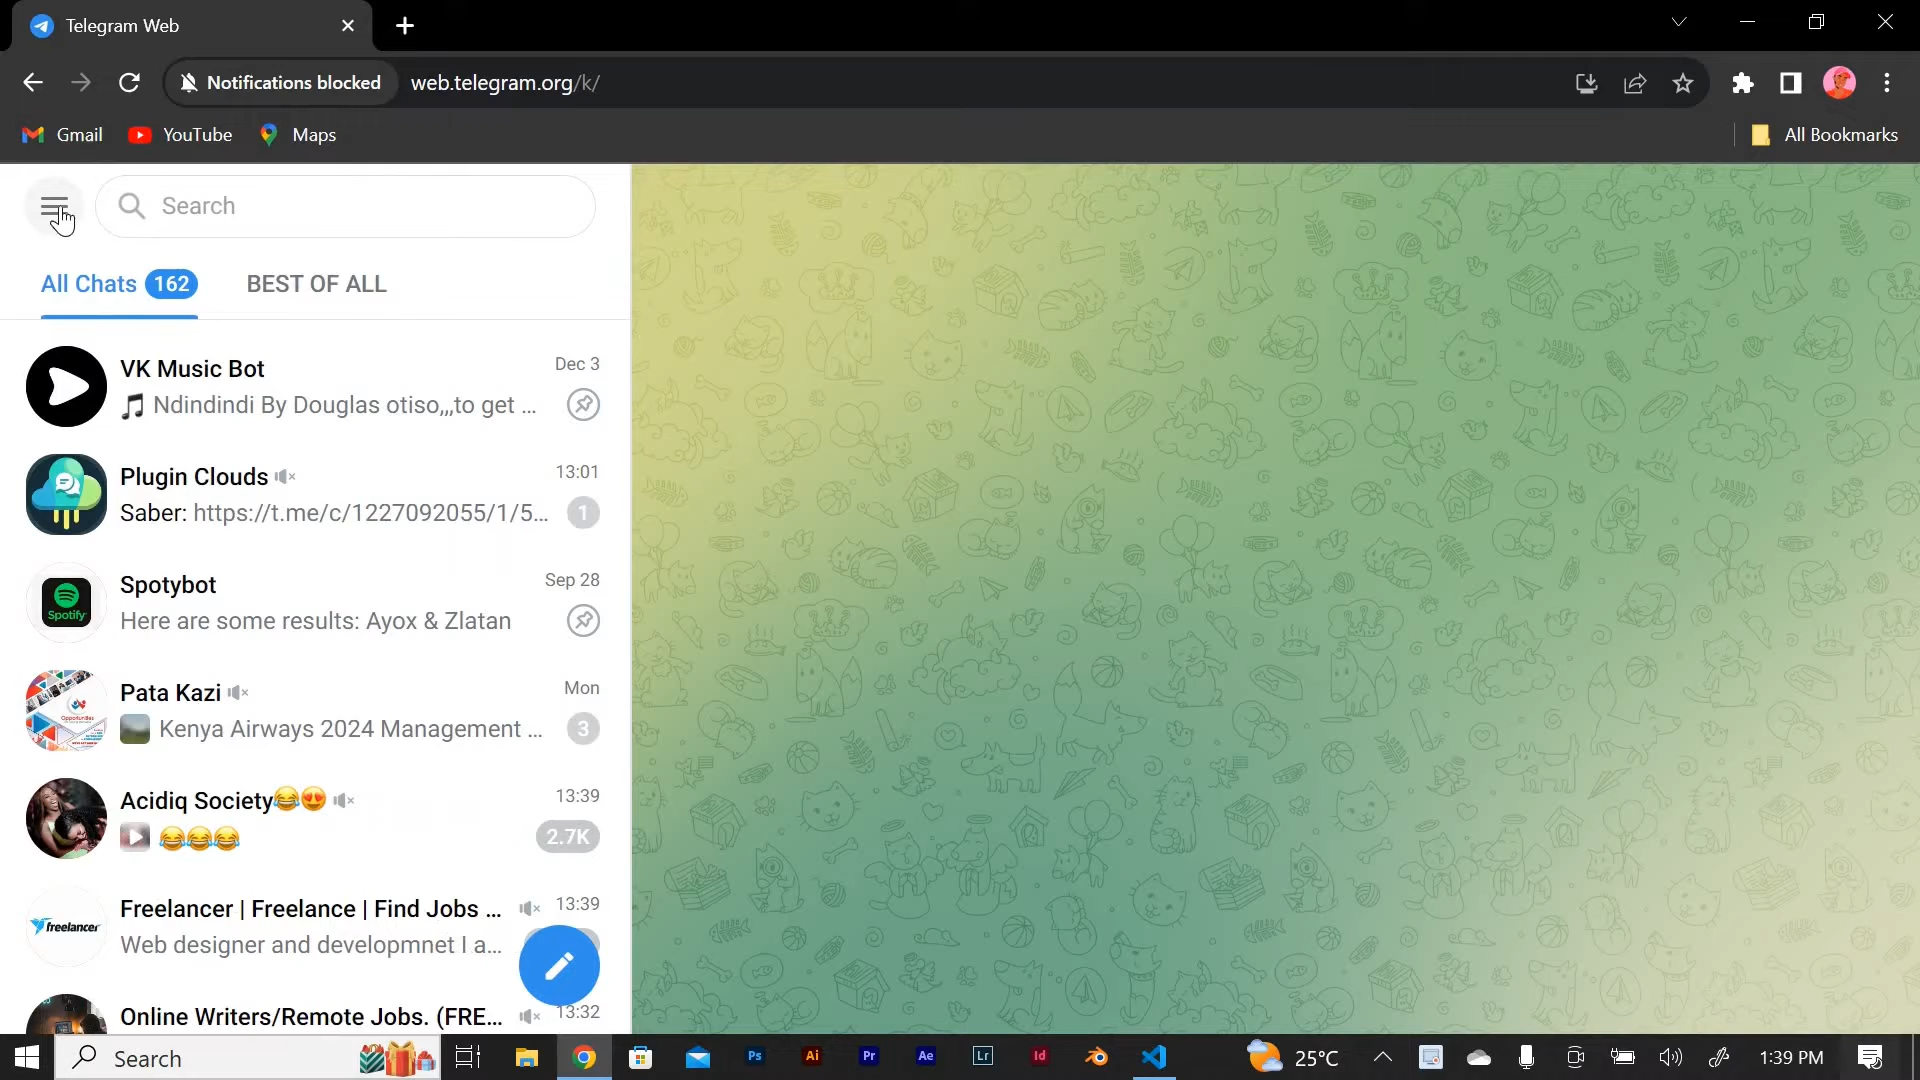 Telegram Web
Notifications blocked web.telegram.org/k/
Gmail YouTube Maps All Bookmarks
Search
All Chats 162 BEST OF ALL
VK Music Bot Dec 3
🎵 Ndindindi By Douglas otiso,,,to get ...
Plugin Clouds 13:01
Saber: https://t.me/c/1227092055/1/5... 1
Spotybot Sep 28
Spotify
Here are some results: Ayox & Zlatan
Pata Kazi Mon
Kenya Airways 2024 Management ... 3
Acidiq Society😂😍 13:39
😂😂😂 2.7K
Freelancer | Freelance | Find Jobs ... 13:39
freelancer
Web designer and developmnet I a...
Online Writers/Remote Jobs. (FRE... 13:32
Search Ps Ai Pr Ae Lr Id 25°C 1:39 PM